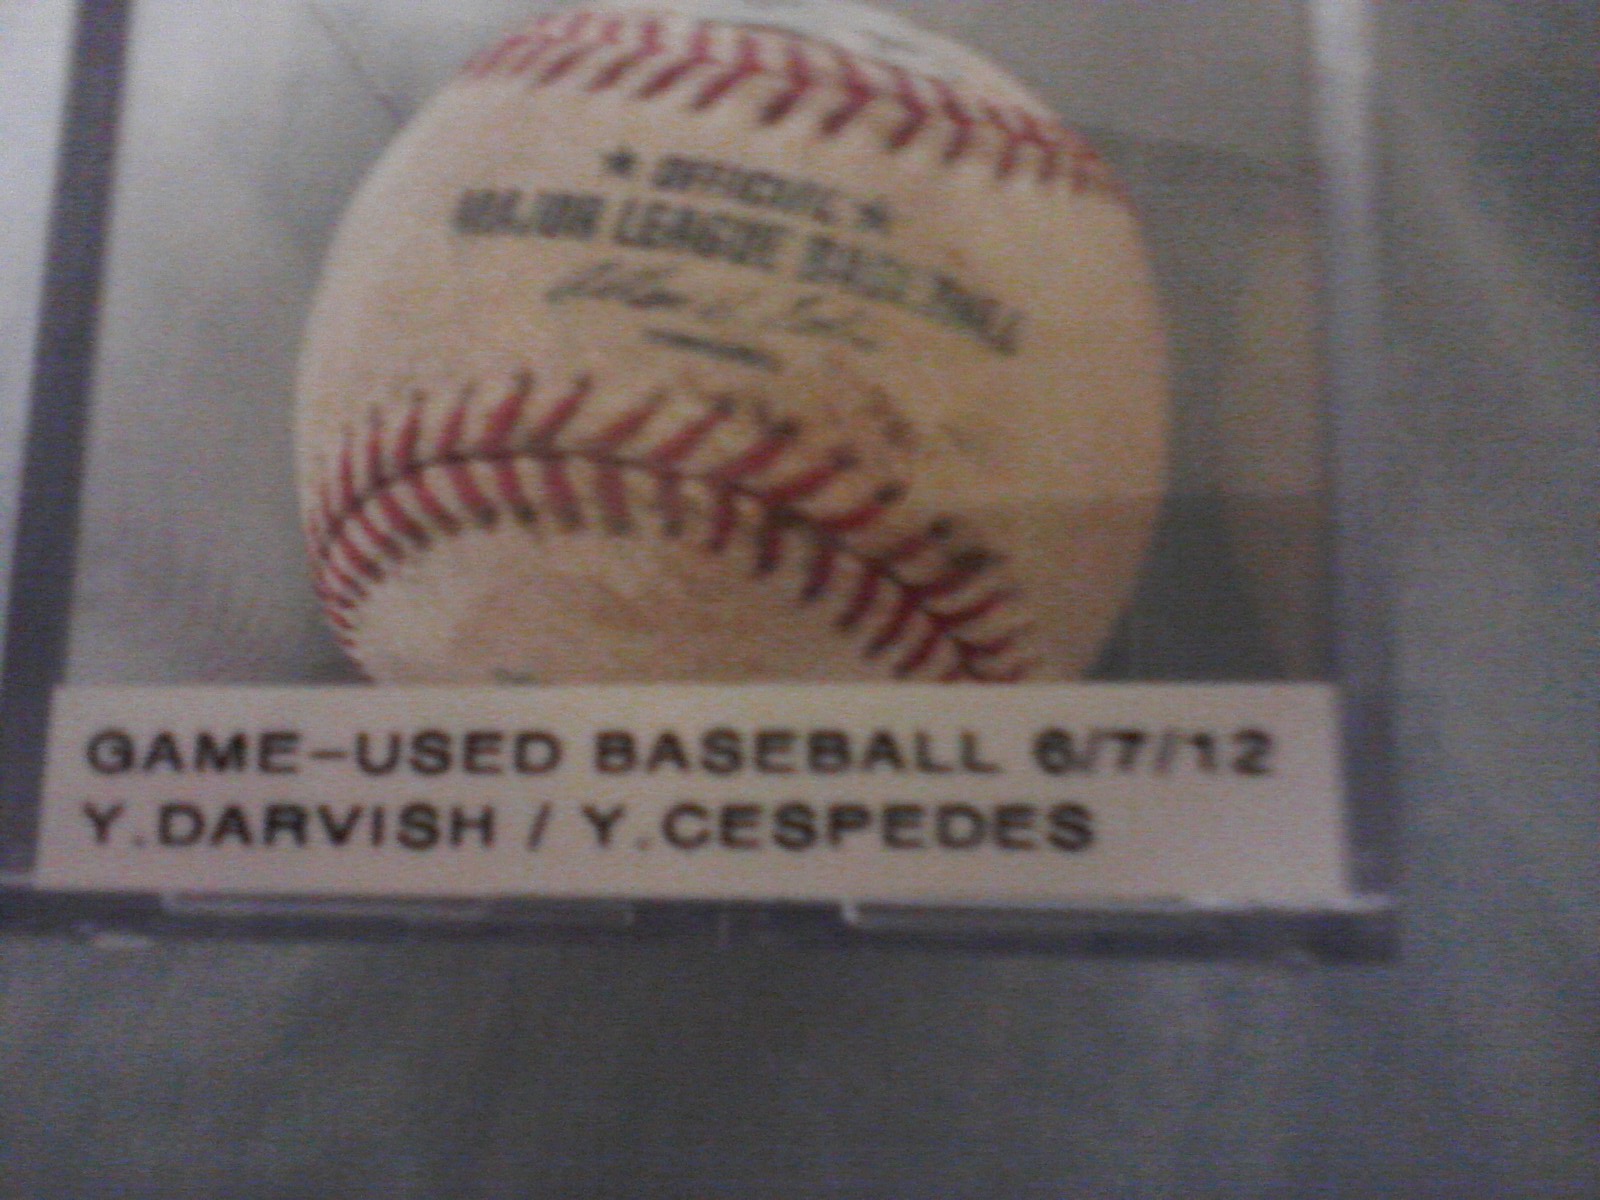 ★ OFFICIAL ★
MAJOR LEAGUE BASEBALL
GAME-USED BASEBALL 6/7/12
Y.DARVISH / Y.CESPEDES